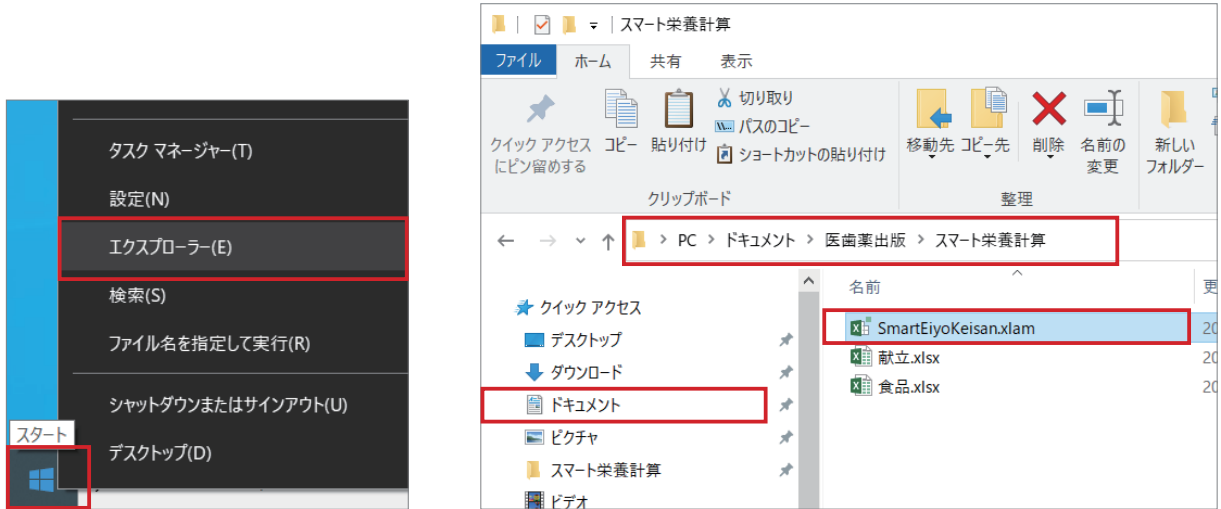 タスク マネージャー(T)
設定(N)
エクスプローラー(E)
検索(S)
ファイル名を指定して実行(R)
シャットダウンまたはサインアウト(U)
デスクトップ(D)
スタート
スマート栄養計算
ファイル ホーム 共有 表示
クイック アクセス
にピン留めする
コピー
貼り付け
切り取り
パスのコピー
ショートカットの貼り付け
クリップボード
移動先
コピー先
削除
名前の
変更
整理
新しい
フォルダー
PC > ドキュメント > 医歯薬出版 > スマート栄養計算
クイック アクセス
デスクトップ
ダウンロード
ドキュメント
ピクチャ
スマート栄養計算
ビデオ
名前 更
SmartEiyoKeisan.xlam 20
献立.xlsx 20
食品.xlsx 20